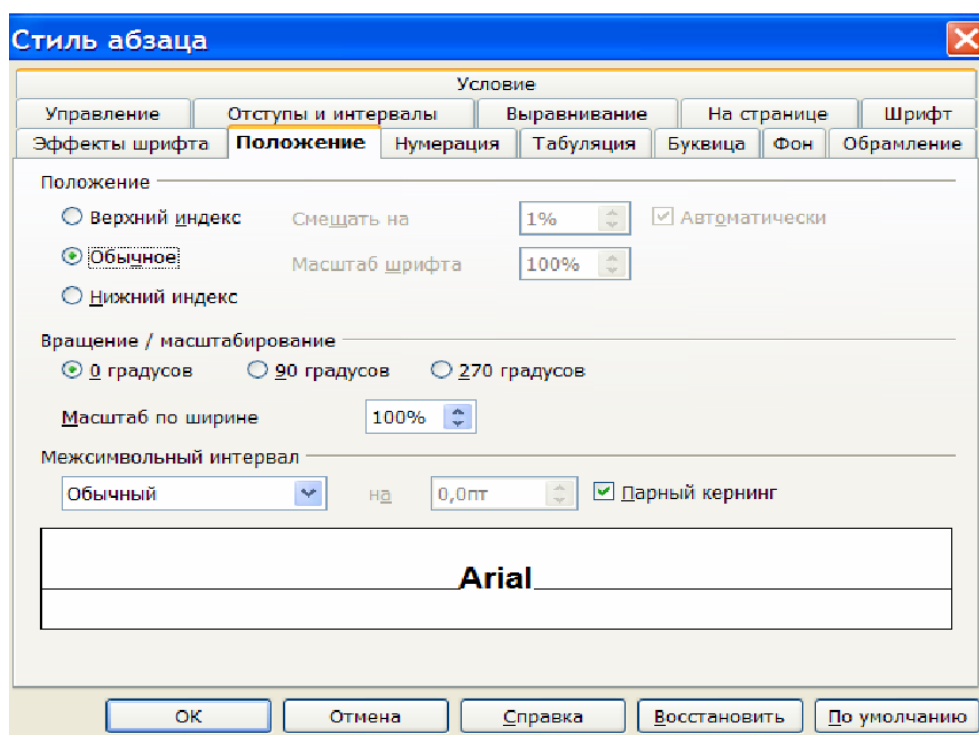 Стиль абзаца
Условие
Управление Отступы и интервалы Выравнивание На странице Шрифт
Эффекты шрифта Положение Нумерация Табуляция Буквица Фон Обрамление
Положение
Верхний индекс Смещать на 1% Автоматически
Обычное Масштаб шрифта 100%
Нижний индекс
Вращение / масштабирование
0 градусов 90 градусов 270 градусов
Масштаб по ширине 100%
Межсимвольный интервал
Обычный на 0,0пт Парный кернинг
Arial
ОК Отмена Справка Восстановить По умолчанию